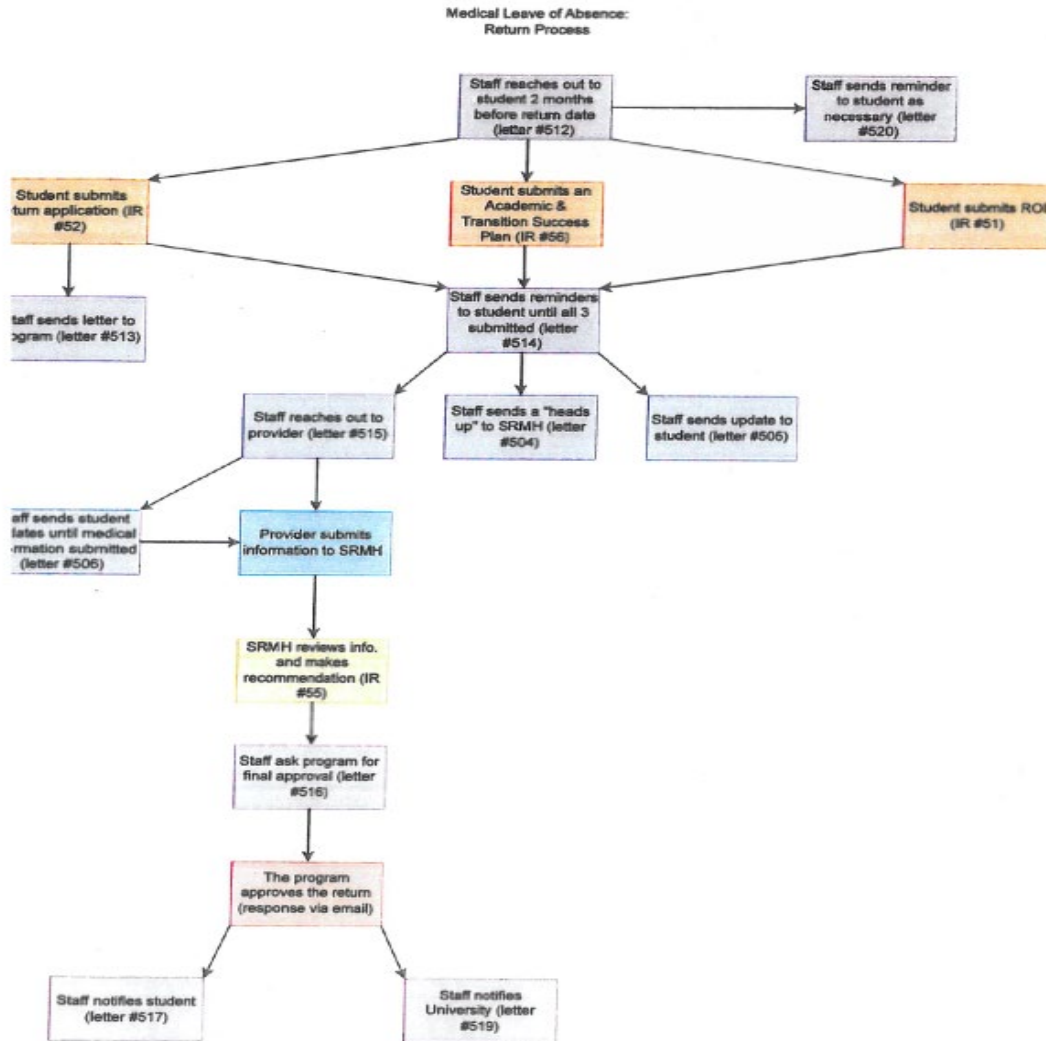 Medical Leave of Absence:
Return Process
Staff reaches out to
student 2 months
before return date
(letter #512)
Staff sends reminder
to student as
necessary (letter
#520)
Student submits
turn application (IR
#52)
Student submits an
Academic &
Transition Success
Plan (IR #56)
Student submits ROI
(IR #51)
taff sends letter to
ogram (letter #513)
Staff sends reminders
to student until all 3
submitted (letter
#514)
Staff reaches out to
provider (letter #515)
Staff sends a "heads
up" to SRMH (letter
#504)
Staff sends update to
student (letter #505)
aff sends student
dates until medical
rmation submitted
(letter #506)
Provider submits
information to SRMH
SRMH reviews info.
and makes
recommendation (IR
#55)
Staff ask program for
final approval (letter
#516)
The program
approves the return
(response via email)
Staff notifies student
(letter #517)
Staff notifies
University (letter
#519)